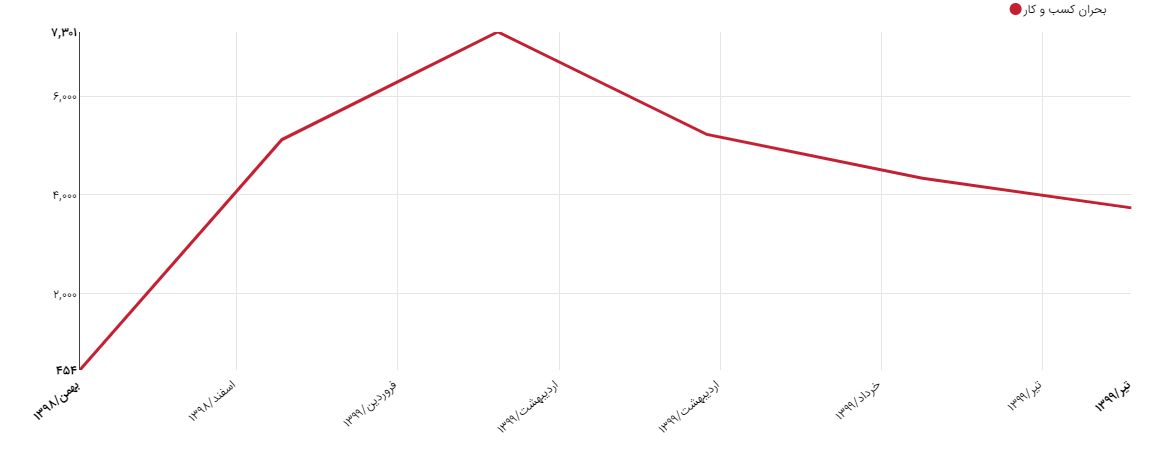 بحران کسب و کار
۷,۳۰۱
۶,۰۰۰
۴,۰۰۰
۲,۰۰۰
۴۵۴
بهمن/۱۳۹۸
اسفند/۱۳۹۸
فروردین/۱۳۹۹
اردیبهشت/۱۳۹۹
اردیبهشت/۱۳۹۹
خرداد/۱۳۹۹
تیر/۱۳۹۹
تیر/۱۳۹۹